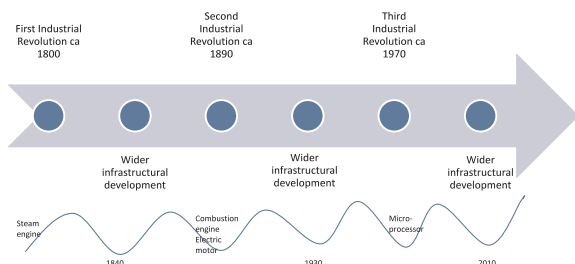 First Industrial
Revolution ca
1800
Second
Industrial
Revolution ca
1890
Third
Industrial
Revolution ca
1970
Wider
infrastructural
development
Wider
infrastructural
development
Wider
infrastructural
development
Steam
engine
Combustion
engine
Electric
motor
Micro-
processor
1840
1930
2010